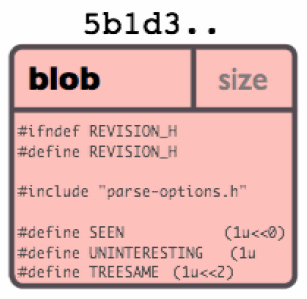 5b1d3..
blob size
#ifndef REVISION_H
#define REVISION_H
#include "parse-options.h"
#define SEEN (1u<<0)
#define UNINTERESTING (1u
#define TREESAME (1u<<2)